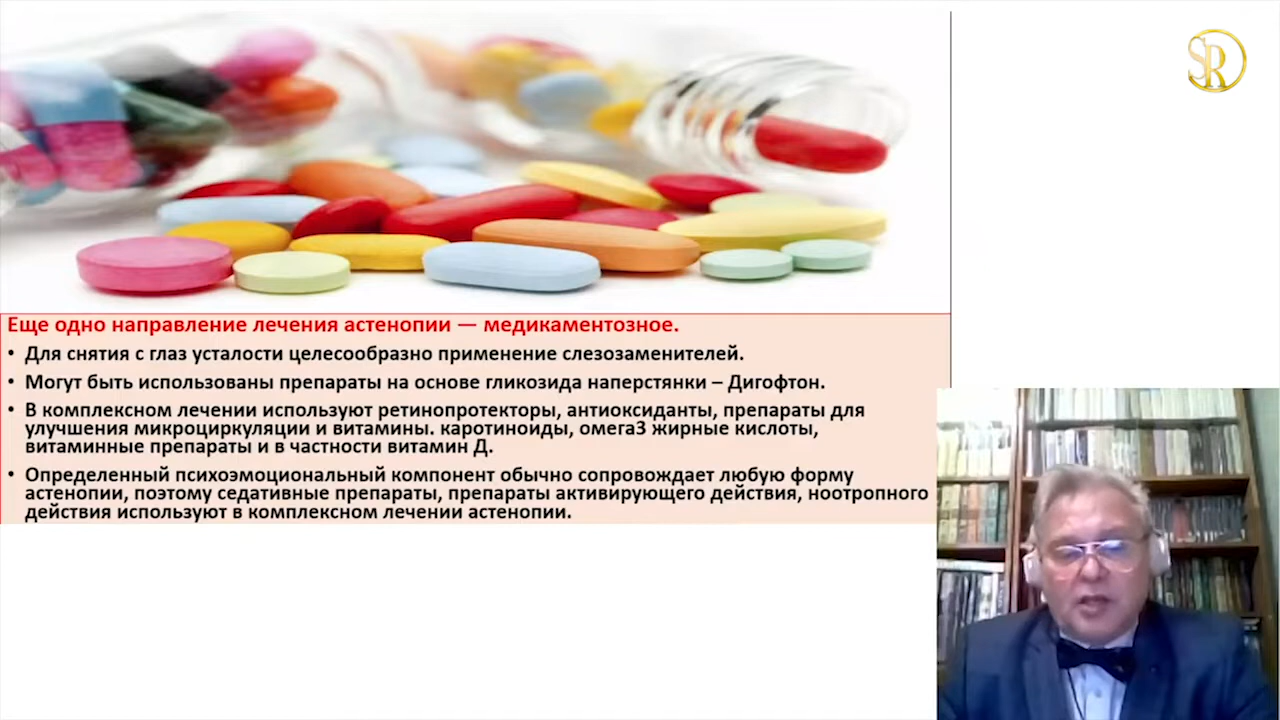 SR
Еще одно направление лечения астенопии — медикаментозное.
• Для снятия с глаз усталости целесообразно применение слезозаменителей.
• Могут быть использованы препараты на основе гликозида наперстянки – Дигофтон.
• В комплексном лечении используют ретинопротекторы, антиоксиданты, препараты для
улучшения микроциркуляции и витамины. каротиноиды, омега3 жирные кислоты,
витаминные препараты и в частности витамин Д.
• Определенный психоэмоциональный компонент обычно сопровождает любую форму
астенопии, поэтому седативные препараты, препараты активирующего действия, ноотропного
действия используют в комплексном лечении астенопии.